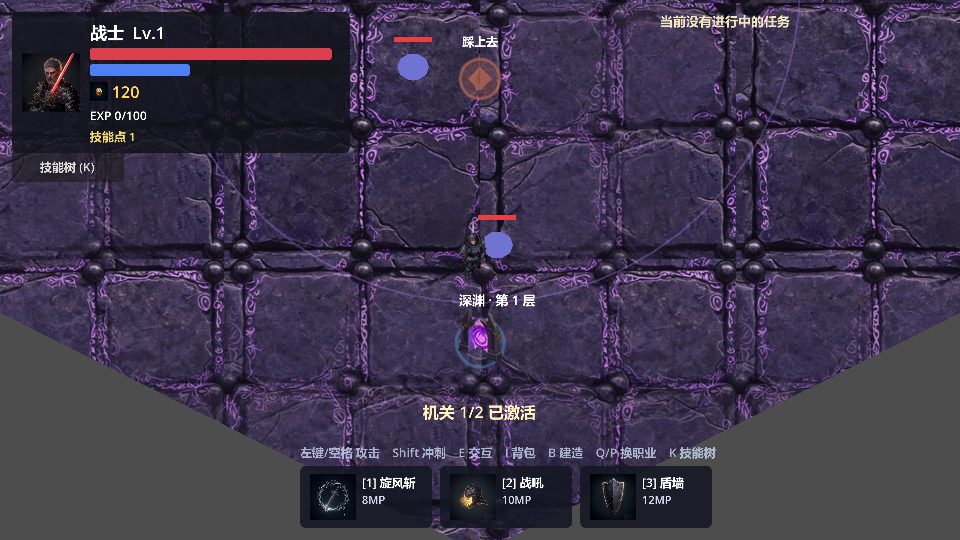 战士 Lv.1
120
EXP 0/100
技能点 1
技能树 (K)
踩上去
当前没有进行中的任务
深渊 · 第 1 层
机关 1/2 已激活
左键/空格 攻击 Shift 冲刺 E 交互 I 背包 B 建造 Q/P 换职业 K 技能树
[1] 旋风斩
8MP
[2] 战吼
10MP
[3] 盾墙
12MP